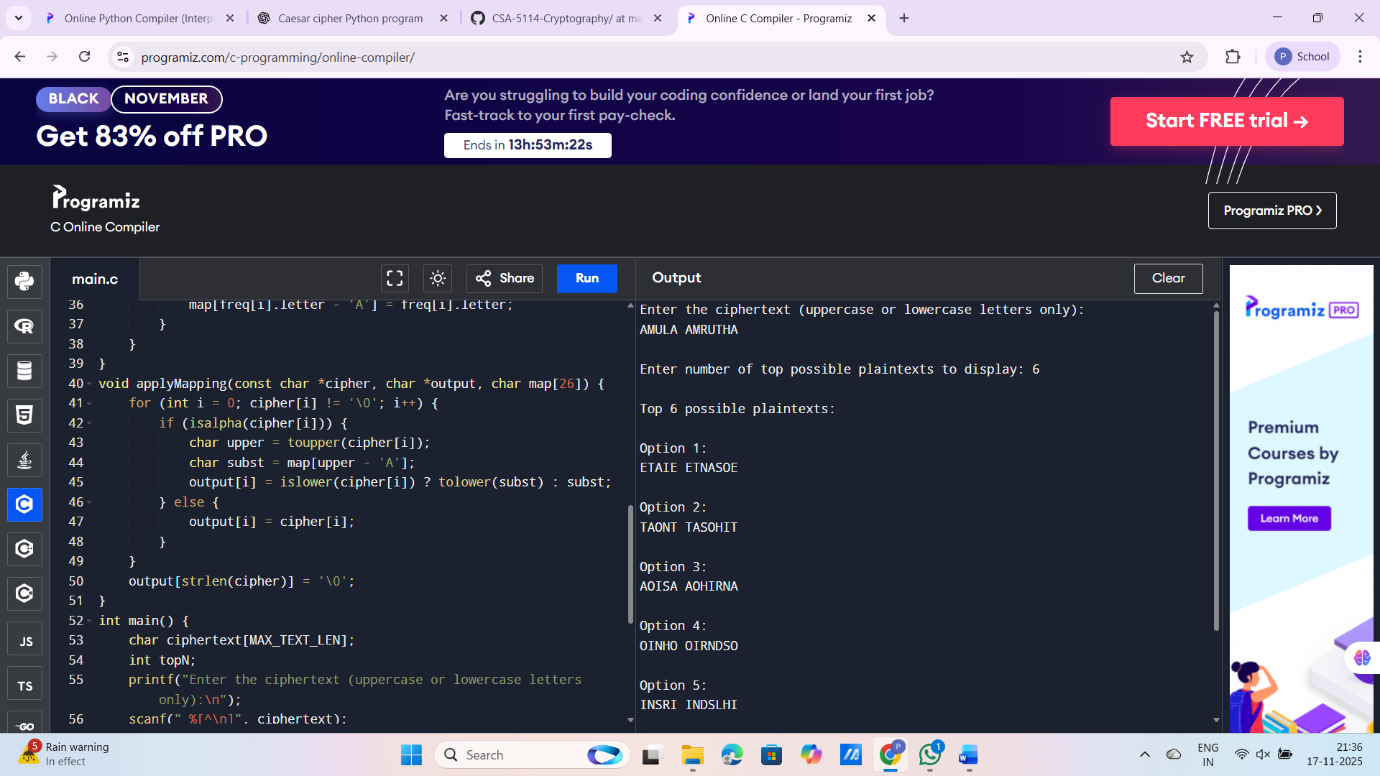 Online Python Compiler (Interp
Caesar cipher Python program
CSA-5114-Cryptography/ at ma
Online C Compiler - Programiz
programiz.com/c-programming/online-compiler/
P
School
BLACK NOVEMBER
Get 83% off PRO
Are you struggling to build your coding confidence or land your first job?
Fast-track to your first pay-check.
Ends in 13h:53m:22s
Start FREE trial →
Programiz
C Online Compiler
Programiz PRO >
main.c
Share
Run
Output
Clear
36 map[freq[i].letter - 'A'] = freq[i].letter;
37 }
38 }
39 }
40 void applyMapping(const char *cipher, char *output, char map[26]) {
41 for (int i = 0; cipher[i] != '\0'; i++) {
42 if (isalpha(cipher[i])) {
43 char upper = toupper(cipher[i]);
44 char subst = map[upper - 'A'];
45 output[i] = islower(cipher[i]) ? tolower(subst) : subst;
46 } else {
47 output[i] = cipher[i];
48 }
49 }
50 output[strlen(cipher)] = '\0';
51 }
52 int main() {
53 char ciphertext[MAX_TEXT_LEN];
54 int topN;
55 printf("Enter the ciphertext (uppercase or lowercase letters
only):\n");
56 scanf(" %[^\n]", ciphertext);
Enter the ciphertext (uppercase or lowercase letters only):
AMULA AMRUTHA
Enter number of top possible plaintexts to display: 6
Top 6 possible plaintexts:
Option 1:
ETAIE ETNASOE
Option 2:
TAONT TASOHIT
Option 3:
AOISA AOHIRNA
Option 4:
OINHO OIRNDSO
Option 5:
INSRI INDSLHI
Programiz PRO
Premium
Courses by
Programiz
Learn More
JS
TS
GO
5
Rain warning
In effect
Search
P
1
ENG
IN
21:36
17-11-2025